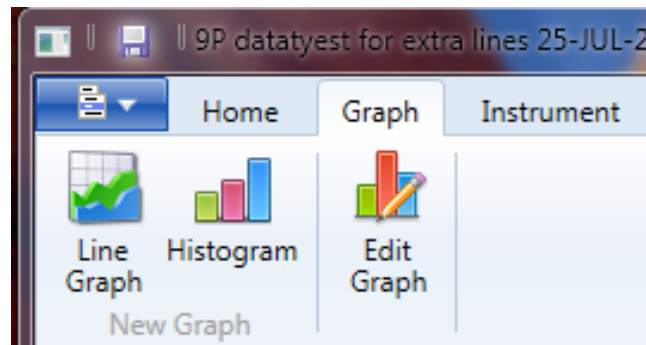 9P datatyest for extra lines 25-JUL-2
Home Graph Instrument
Line Graph
Histogram
Edit Graph
New Graph